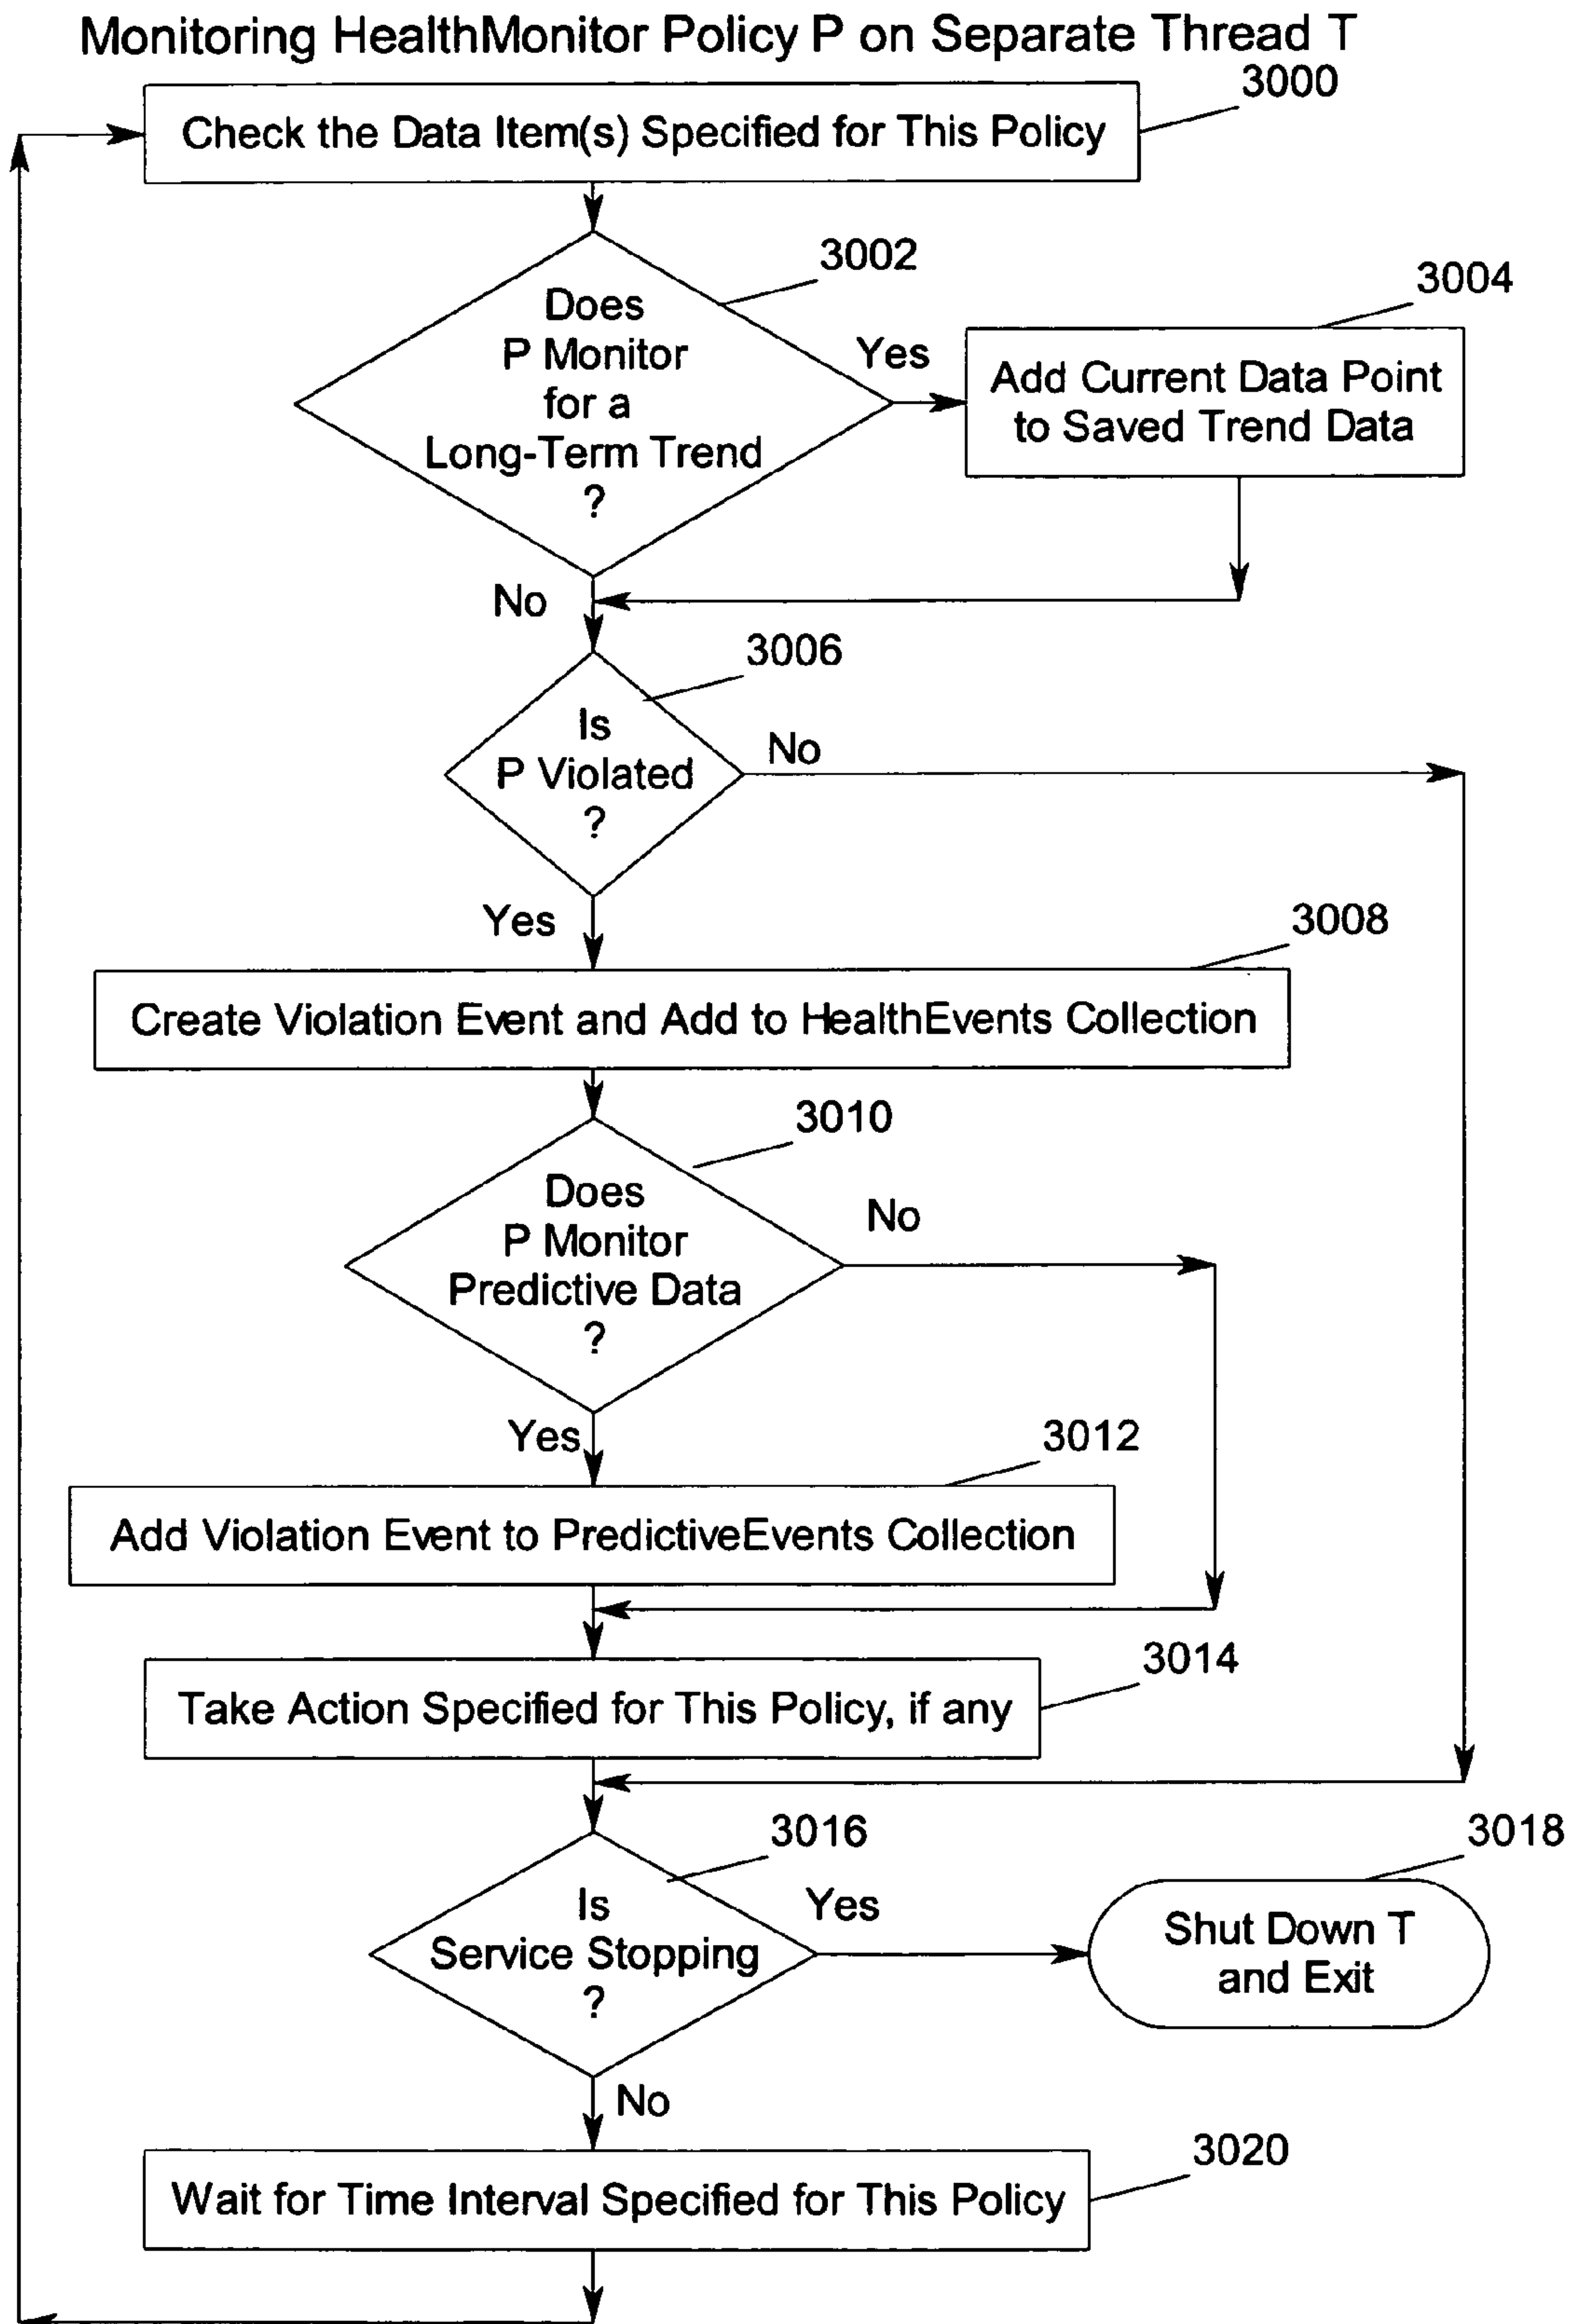 Monitoring HealthMonitor Policy P on Separate Thread T
3000
Check the Data Item(s) Specified for This Policy
3002
Does
P Monitor
for a
Long-Term Trend
?
Yes
3004
Add Current Data Point
to Saved Trend Data
No
3006
Is
P Violated
?
No
Yes
3008
Create Violation Event and Add to HealthEvents Collection
3010
Does
P Monitor
Predictive Data
?
No
Yes
3012
Add Violation Event to PredictiveEvents Collection
3014
Take Action Specified for This Policy, if any
3016
Is
Service Stopping
?
Yes
3018
Shut Down T
and Exit
No
3020
Wait for Time Interval Specified for This Policy